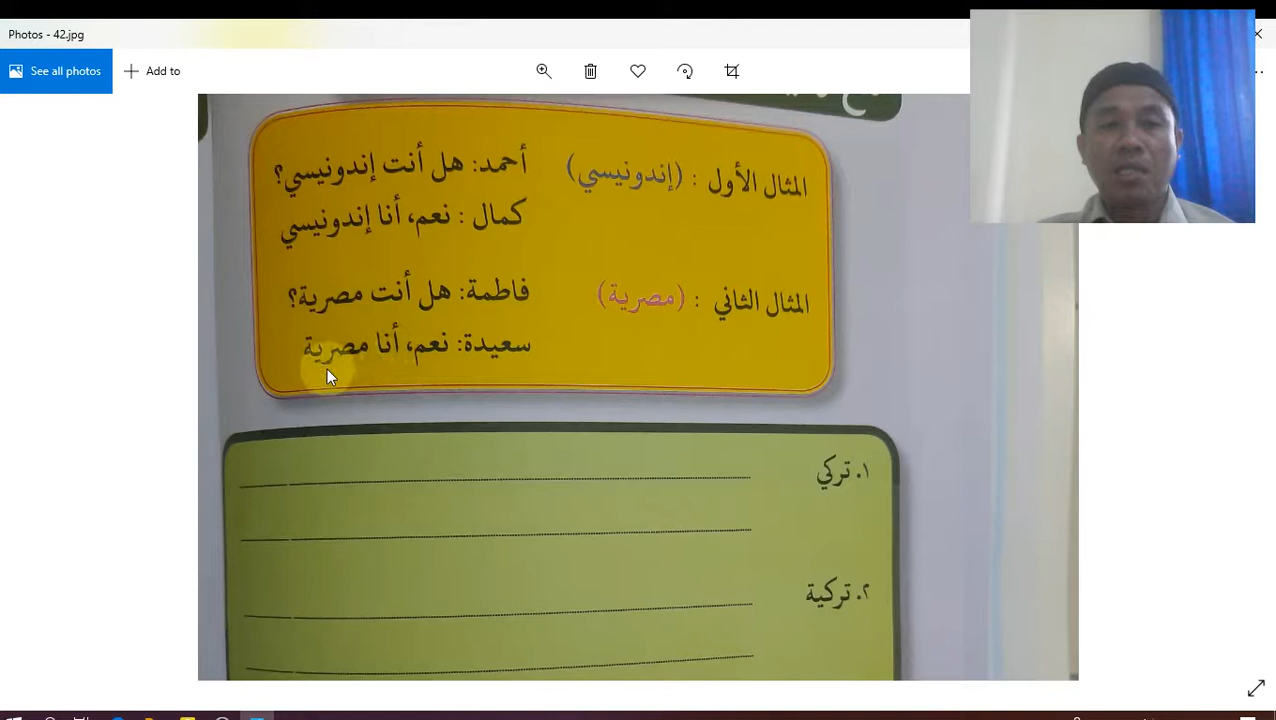 Photos - 42.jpg
See all photos
Add to
المثال الأول : (إندونيسي)
أحمد: هل أنت إندونيسي؟
كمال : نعم، أنا إندونيسي
المثال الثاني : (مصرية)
فاطمة: هل أنت مصرية؟
سعيدة: نعم، أنا مصرية
١. تركي
٢. تركية